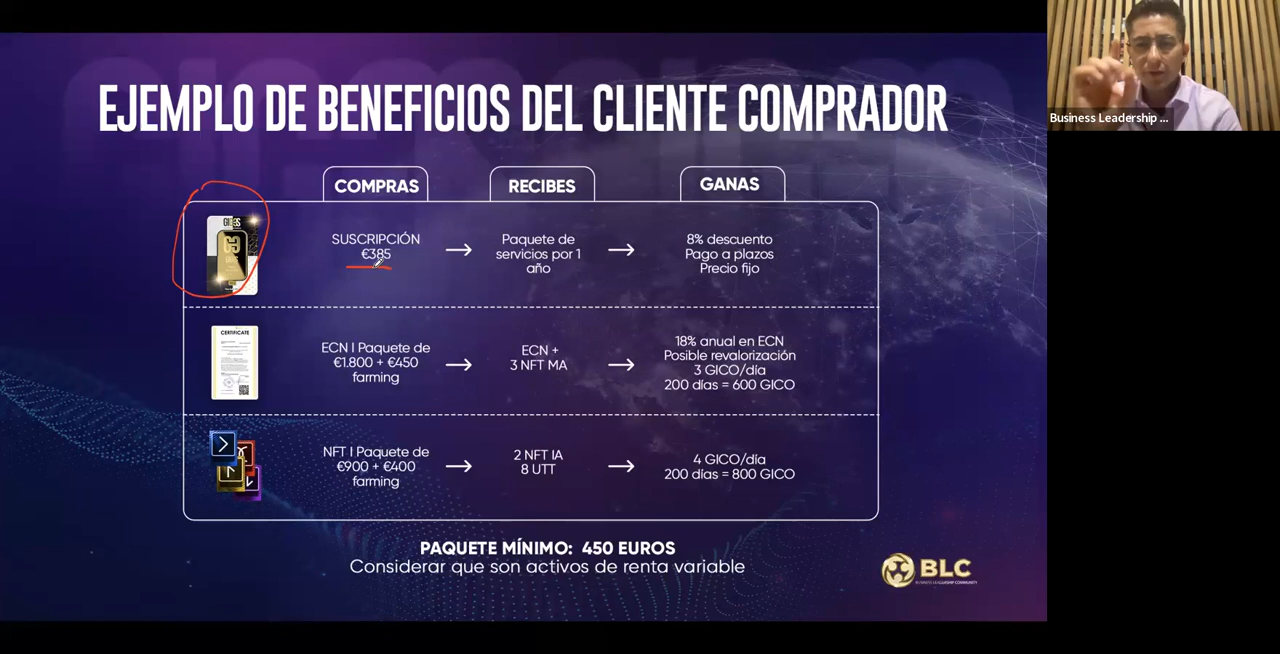 Business Leadership ...
EJEMPLO DE BENEFICIOS DEL CLIENTE COMPRADOR
COMPRAS
RECIBES
GANAS
SUSCRIPCIÓN
€385
Paquete de
servicios por 1
año
8% descuento
Pago a plazos
Precio fijo
CERTIFICATE
ECN | Paquete de
€1.800 + €450
farming
ECN +
3 NFT MA
18% anual en ECN
Posible revalorización
3 GICO/día
200 días = 600 GICO
NFT | Paquete de
€900 + €400
farming
2 NFT IA
8 UTT
4 GICO/día
200 días = 800 GICO
PAQUETE MÍNIMO: 450 EUROS
Considerar que son activos de renta variable
BLC
BUSINESS LEADERSHIP COMMUNITY